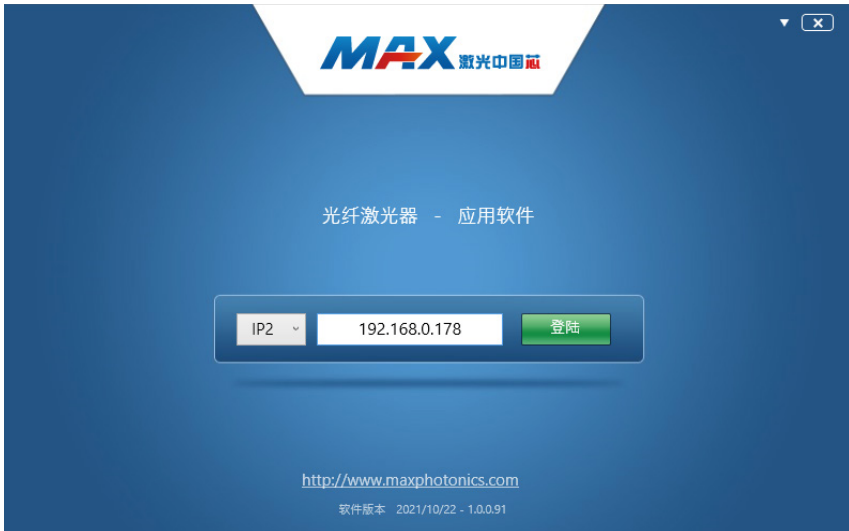 MAX 激光中国芯
光纤激光器 - 应用软件
IP2 192.168.0.178 登陆
http://www.maxphotonics.com
软件版本 2021/10/22 - 1.0.0.91